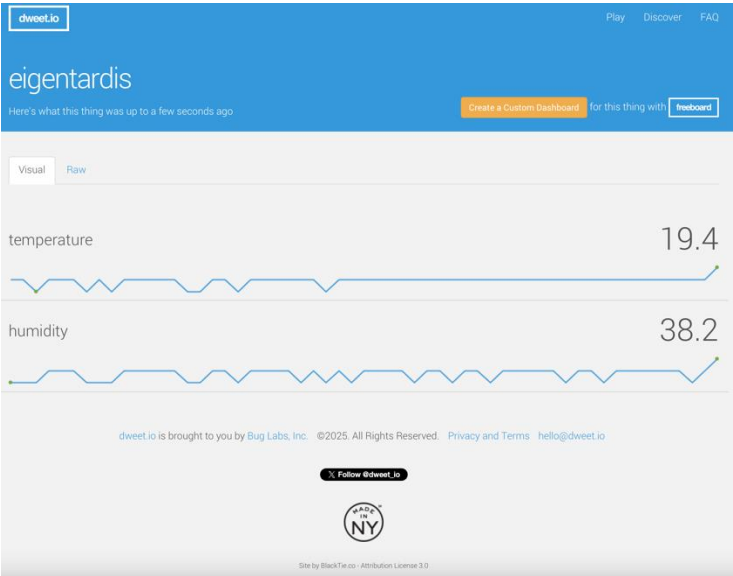 dweet.io
Play Discover FAQ
eigentardis
Here's what this thing was up to a few seconds ago
Create a Custom Dashboard for this thing with freeboard
Visual Raw
temperature 19.4
humidity 38.2
dweet.io is brought to you by Bug Labs, Inc. ©2025. All Rights Reserved. Privacy and Terms hello@dweet.io
X Follow @dweet_io
MADE
IN
NY
Site by BlackTie.co - Attribution License 3.0